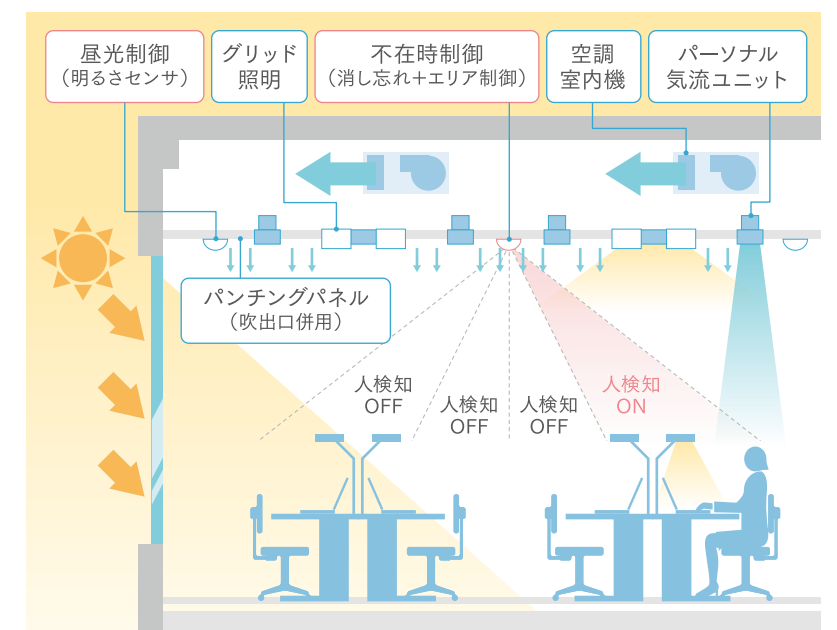 昼光制御
（明るさセンサ）
グリッド
照明
不在時制御
（消し忘れ＋エリア制御）
空調
室内機
パーソナル
気流ユニット
パンチングパネル
（吹出口併用）
人検知
OFF
人検知
OFF
人検知
OFF
人検知
ON